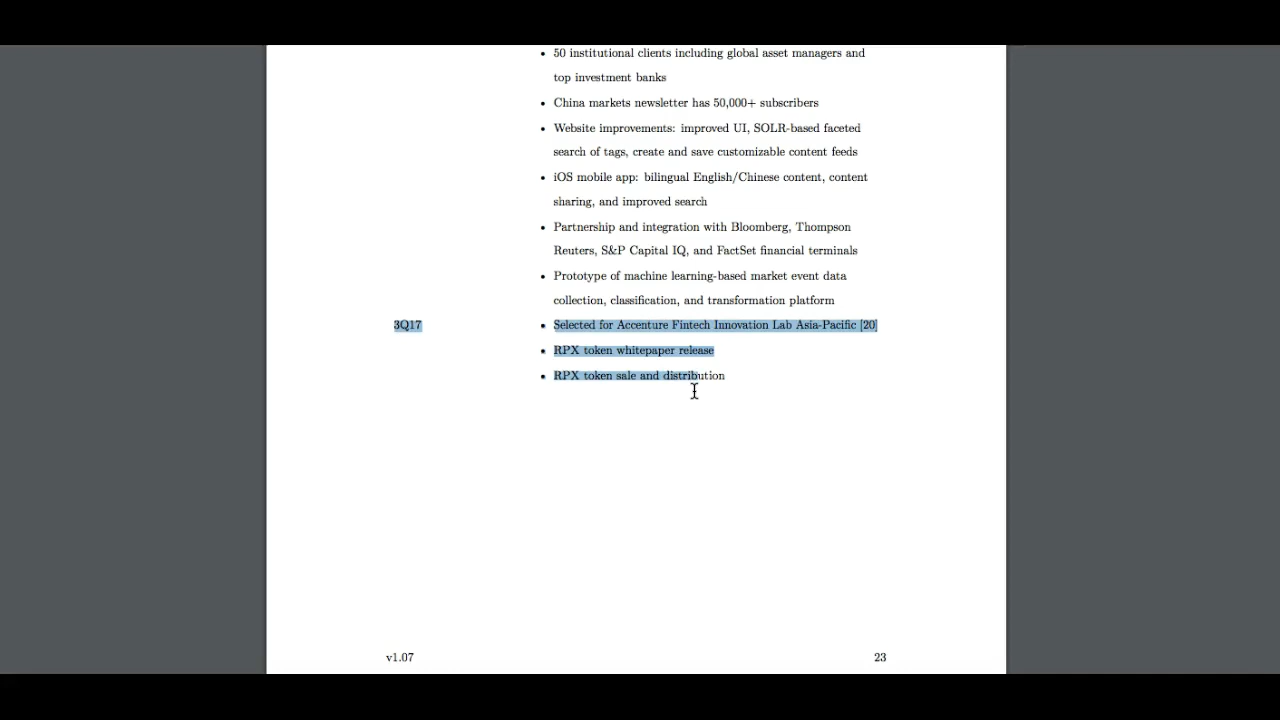 • 50 institutional clients including global asset managers and
top investment banks
• China markets newsletter has 50,000+ subscribers
• Website improvements: improved UI, SOLR-based faceted
search of tags, create and save customizable content feeds
• iOS mobile app: bilingual English/Chinese content, content
sharing, and improved search
• Partnership and integration with Bloomberg, Thompson
Reuters, S&P Capital IQ, and FactSet financial terminals
• Prototype of machine learning-based market event data
collection, classification, and transformation platform
3Q17 • Selected for Accenture Fintech Innovation Lab Asia-Pacific [20]
• RPX token whitepaper release
• RPX token sale and distribution
v1.07 23